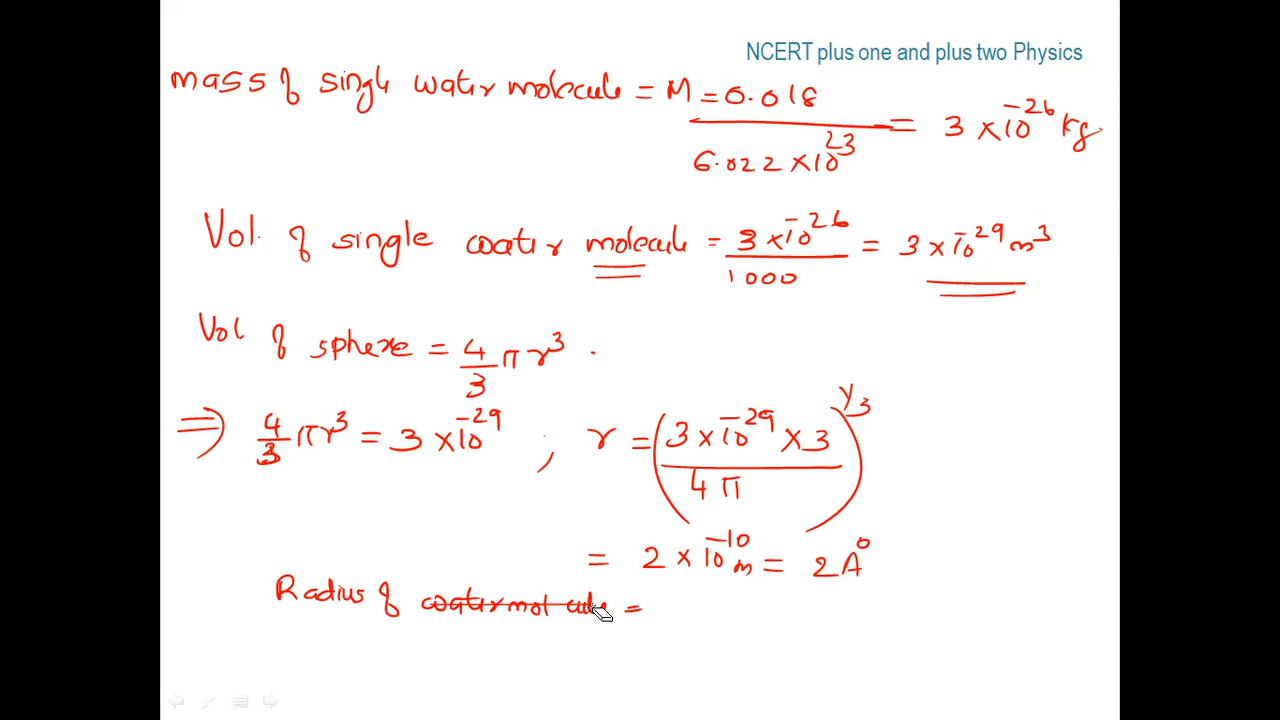 NCERT plus one and plus two Physics
mass of single water molecule = M = 0.018 / 6.022 × 10^23 = 3 × 10^-26 kg
Vol. of single water molecule = 3 × 10^-26 / 1000 = 3 × 10^-29 m^3
Vol of sphere = 4/3 π r^3 .
⇒ 4/3 π r^3 = 3 × 10^-29 ; r = (3 × 10^-29 × 3 / 4 π)^1/3
= 2 × 10^-10 m = 2 A°
Radius of water molecule =